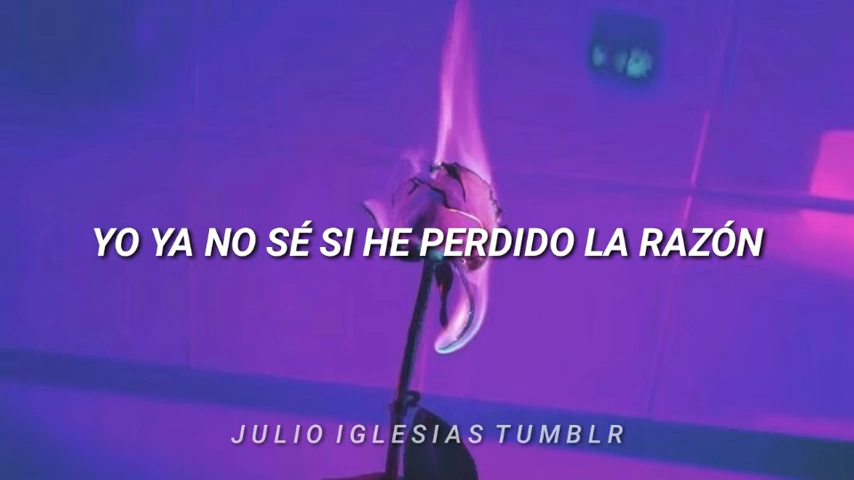 YO YA NO SÉ SI HE PERDIDO LA RAZÓN
JULIO IGLESIAS TUMBLR